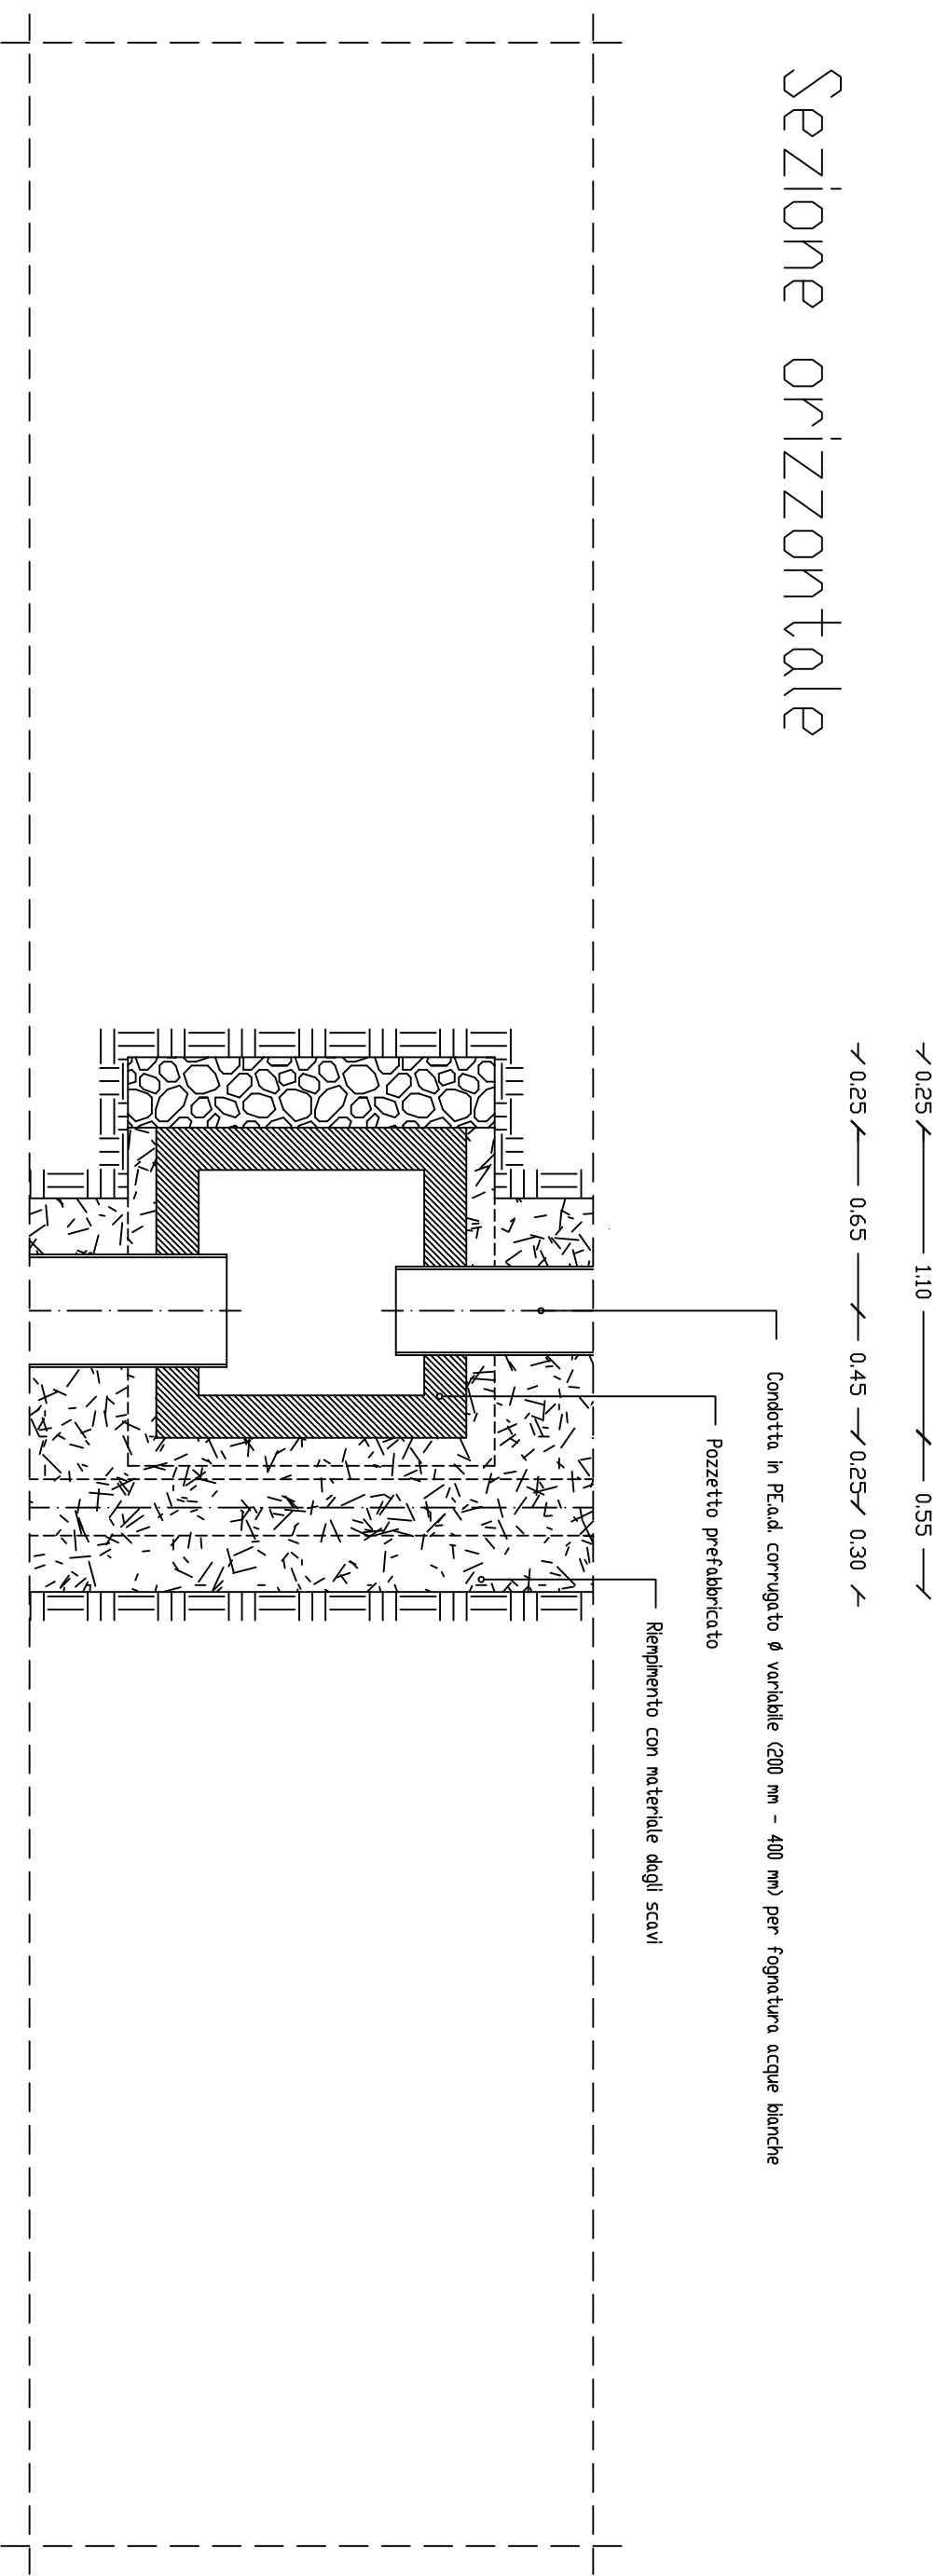 Sezione orizzontale
0.25 1.10 0.55
0.25 0.65 0.45 0.25 0.30
Condotta in PE.a.d. corrugato ø variabile (200 mm - 400 mm) per fognatura acque bianche
Pozzetto prefabbricato
Riempimento con materiale dagli scavi